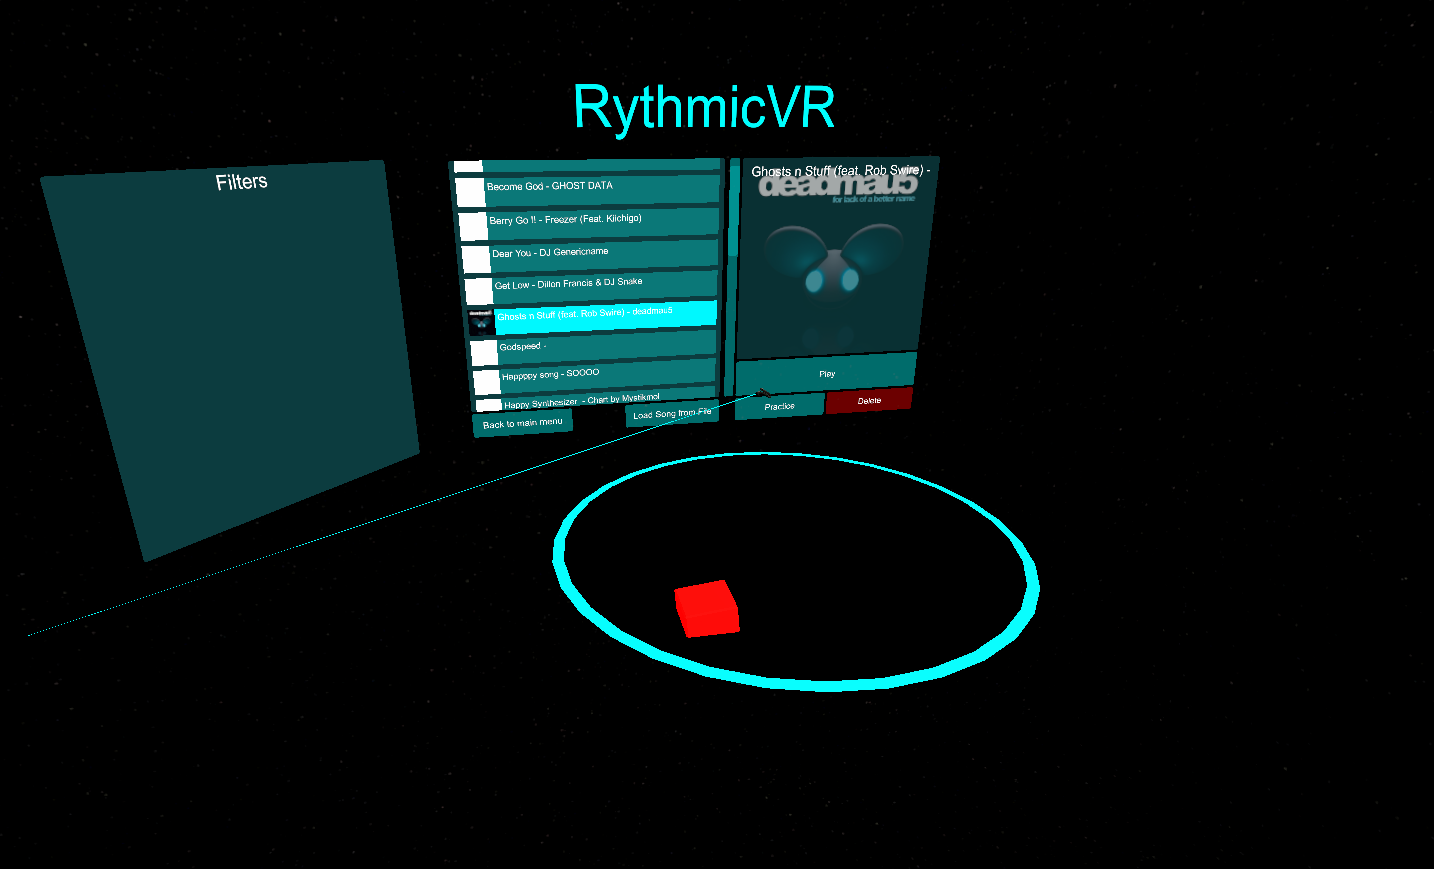 RythmicVR
Filters
Become God - GHOST DATA
Berry Go !! - Freezer (Feat. Kiichigo)
Dear You - DJ Genericname
Get Low - Dillon Francis & DJ Snake
Ghosts n Stuff (feat. Rob Swire) - deadmau5
Godspeed -
Happppy song - SOOOO
Happy Synthesizer - Chart by Mystikmol
Back to main menu
Load Song from File
Ghosts n Stuff (feat. Rob Swire) -
deadmau5
for lack of a better name
Play
Practice
Delete